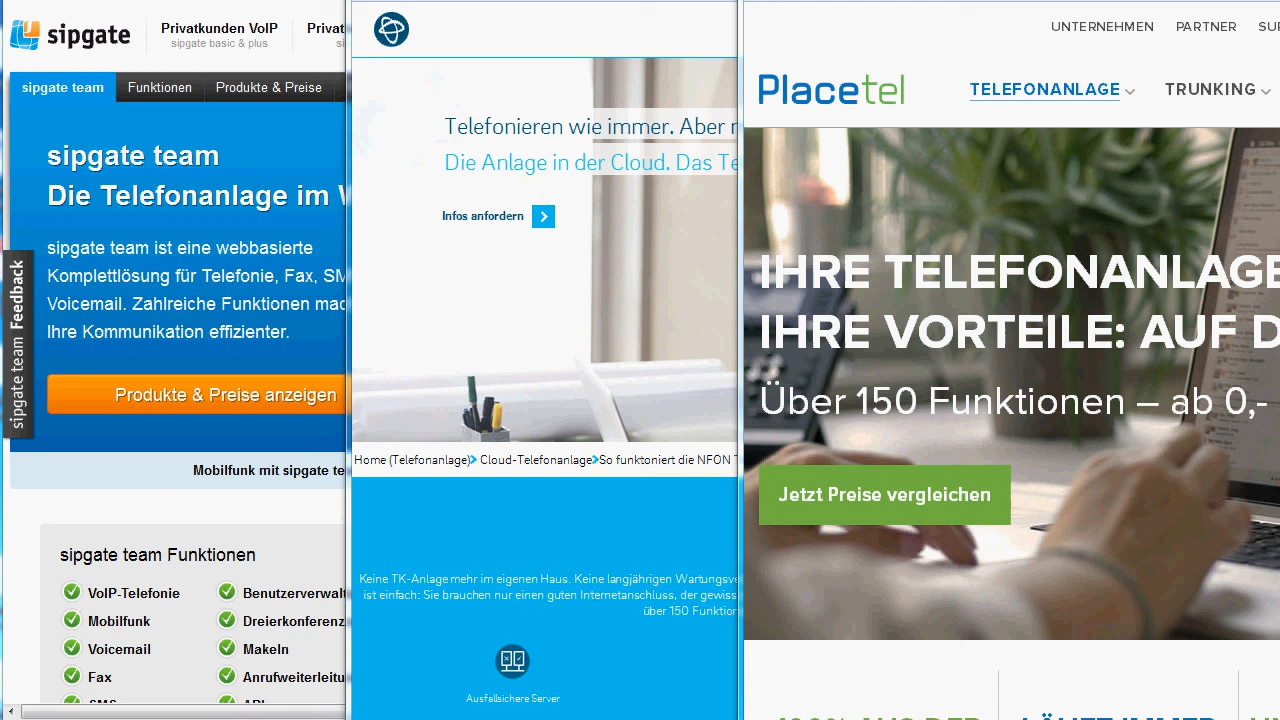 sipgate
Privatkunden VoIP
sipgate basic & plus
sipgate team
Funktionen
Produkte & Preise
sipgate team
Die Telefonanlage im
sipgate team ist eine webbasierte
Komplettlösung für Telefonie, Fax,
Voicemail. Zahlreiche Funktionen
Ihre Kommunikation effizienter.
Produkte & Preise anzeigen
sipgate team Feedback
Mobilfunk mit sipgate
sipgate team Funktionen
VoIP-Telefonie
Mobilfunk
Dreierkonferenz
Voicemail
Makeln
Fax
Telefonieren wie immer. Aber
Die Anlage in der Cloud. Das
Infos anfordern
Home (Telefonanlage) Cloud-Telefonanlage So funktoniert die NFON
Keine TK-Anlage mehr im eigenen Haus. Keine langjährigen
ist einfach: Sie brauchen nur einen guten Internetanschluss, der
über 150
Ausfallsichere Server
UNTERNEHMEN
PARTNER
Placetel
TELEFONANLAGE
TRUNKING
IHRE TELEFONANLAGE
IHRE VORTEILE: AUF
Über 150 Funktionen – ab 0,-
Jetzt Preise vergleichen